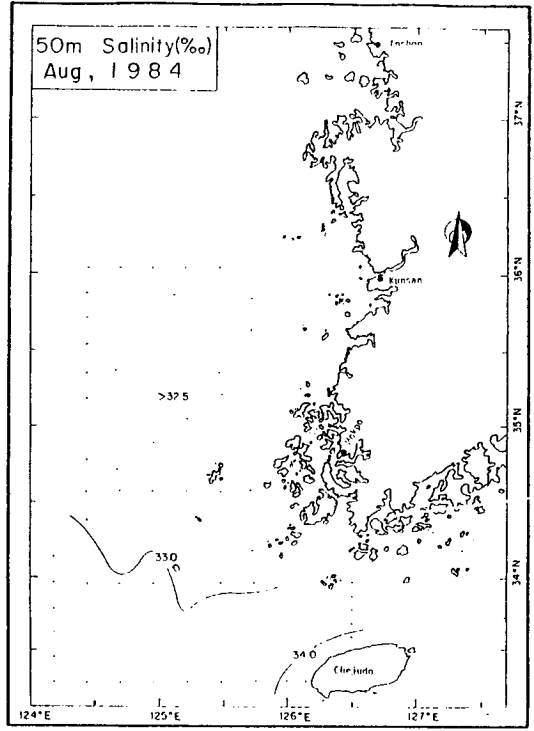 50m Salinity(‰)
Aug, 1984
Inchon
37°N
Kunsan
36°N
>32.5
35°N
Mokpo
33.0
34°N
34.0
Chejudo
124°E
125°E
126°E
127°E